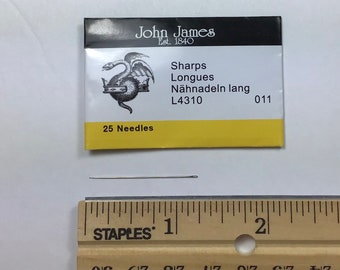 John James
Est. 1840
Sharps
Longues
Nähnadeln lang
L4310 011
25 Needles
1 2
STAPLES